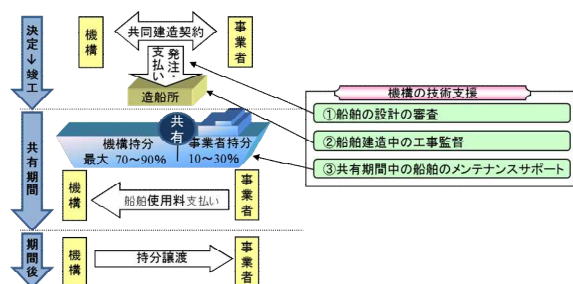 決定→竣工
機構
共同建造契約
事業者
発注・支払い
造船所
機構の技術支援
①船舶の設計の審査
②船舶建造中の工事監督
③共有期間中の船舶のメンテナンスサポート
共有期間
共有
機構持分
最大 70～90%
事業者持分
10～30%
機構
船舶使用料支払い
事業者
期間後
機構
持分譲渡
事業者